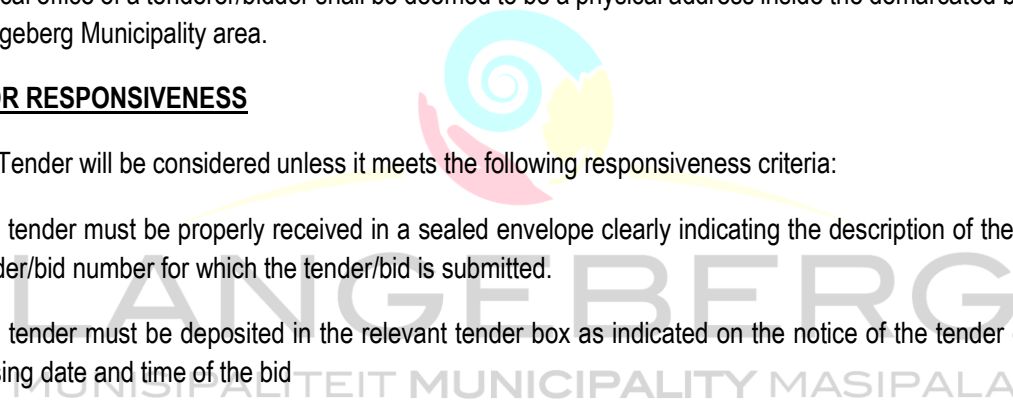 office of a tenderer/bidder shall be deemed to be a physical address inside the demarcated
geberg Municipality area.
OR RESPONSIVENESS
Tender will be considered unless it meets the following responsiveness criteria:
tender must be properly received in a sealed envelope clearly indicating the description of the
der/bid number for which the tender/bid is submitted.
LANGEBERG
tender must be deposited in the relevant tender box as indicated on the notice of the tender
sing date and time of the bid
MUNISIPALITEIT MUNICIPALITY MASIPALA